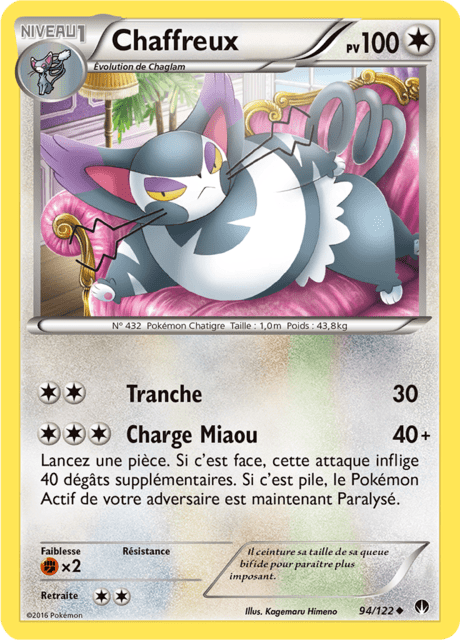 NIVEAU 1
Chaffreux
PV 100
Évolution de Chaglam
N° 432 Pokémon Chatigre Taille : 1,0m Poids : 43,8kg
Tranche 30
Charge Miaou 40+
Lancez une pièce. Si c'est face, cette attaque inflige
40 dégâts supplémentaires. Si c'est pile, le Pokémon
Actif de votre adversaire est maintenant Paralysé.
Faiblesse Résistance
×2
Il ceinture sa taille de sa queue
bifide pour paraître plus
imposant.
Retraite
©2016 Pokémon
Illus. Kagemaru Himeno
94/122